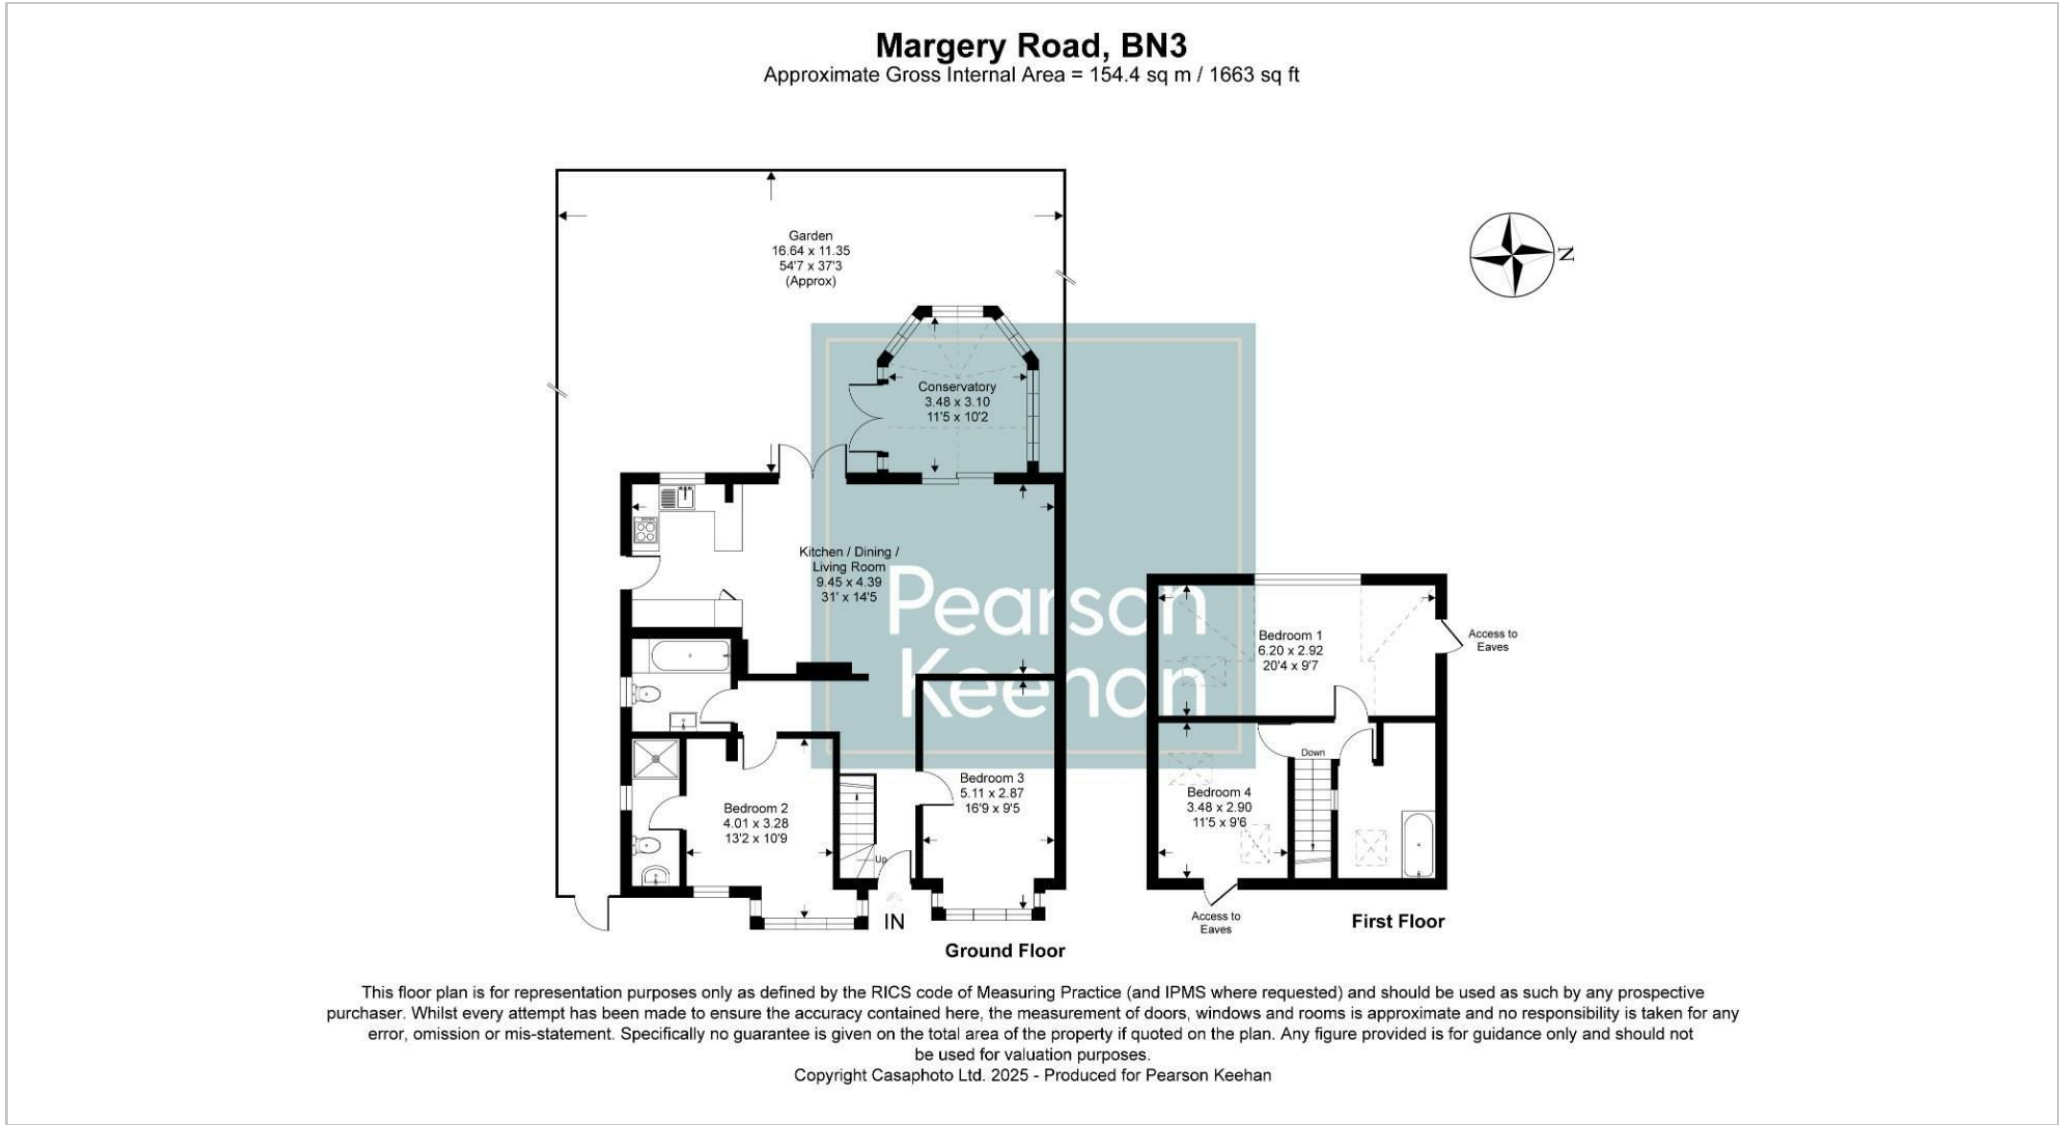 Margery Road, BN3
Approximate Gross Internal Area = 154.4 sq m / 1663 sq ft
Garden
16.64 x 11.35
54'7 x 37'3
(Approx)
N
Conservatory
3.48 x 3.10
11'5 x 10'2
Kitchen / Dining /
Living Room
9.45 x 4.39
31' x 14'5
Pearson
Keehan
Bedroom 1
6.20 x 2.92
20'4 x 9'7
Access to
Eaves
Bedroom 2
4.01 x 3.28
13'2 x 10'9
Up
Bedroom 3
5.11 x 2.87
16'9 x 9'5
Down
Bedroom 4
3.48 x 2.90
11'5 x 9'6
Access to
Eaves
IN
First Floor
Ground Floor
This floor plan is for representation purposes only as defined by the RICS code of Measuring Practice (and IPMS where requested) and should be used as such by any prospective
purchaser. Whilst every attempt has been made to ensure the accuracy contained here, the measurement of doors, windows and rooms is approximate and no responsibility is taken for any
error, omission or mis-statement. Specifically no guarantee is given on the total area of the property if quoted on the plan. Any figure provided is for guidance only and should not
be used for valuation purposes.
Copyright Casaphoto Ltd. 2025 - Produced for Pearson Keehan